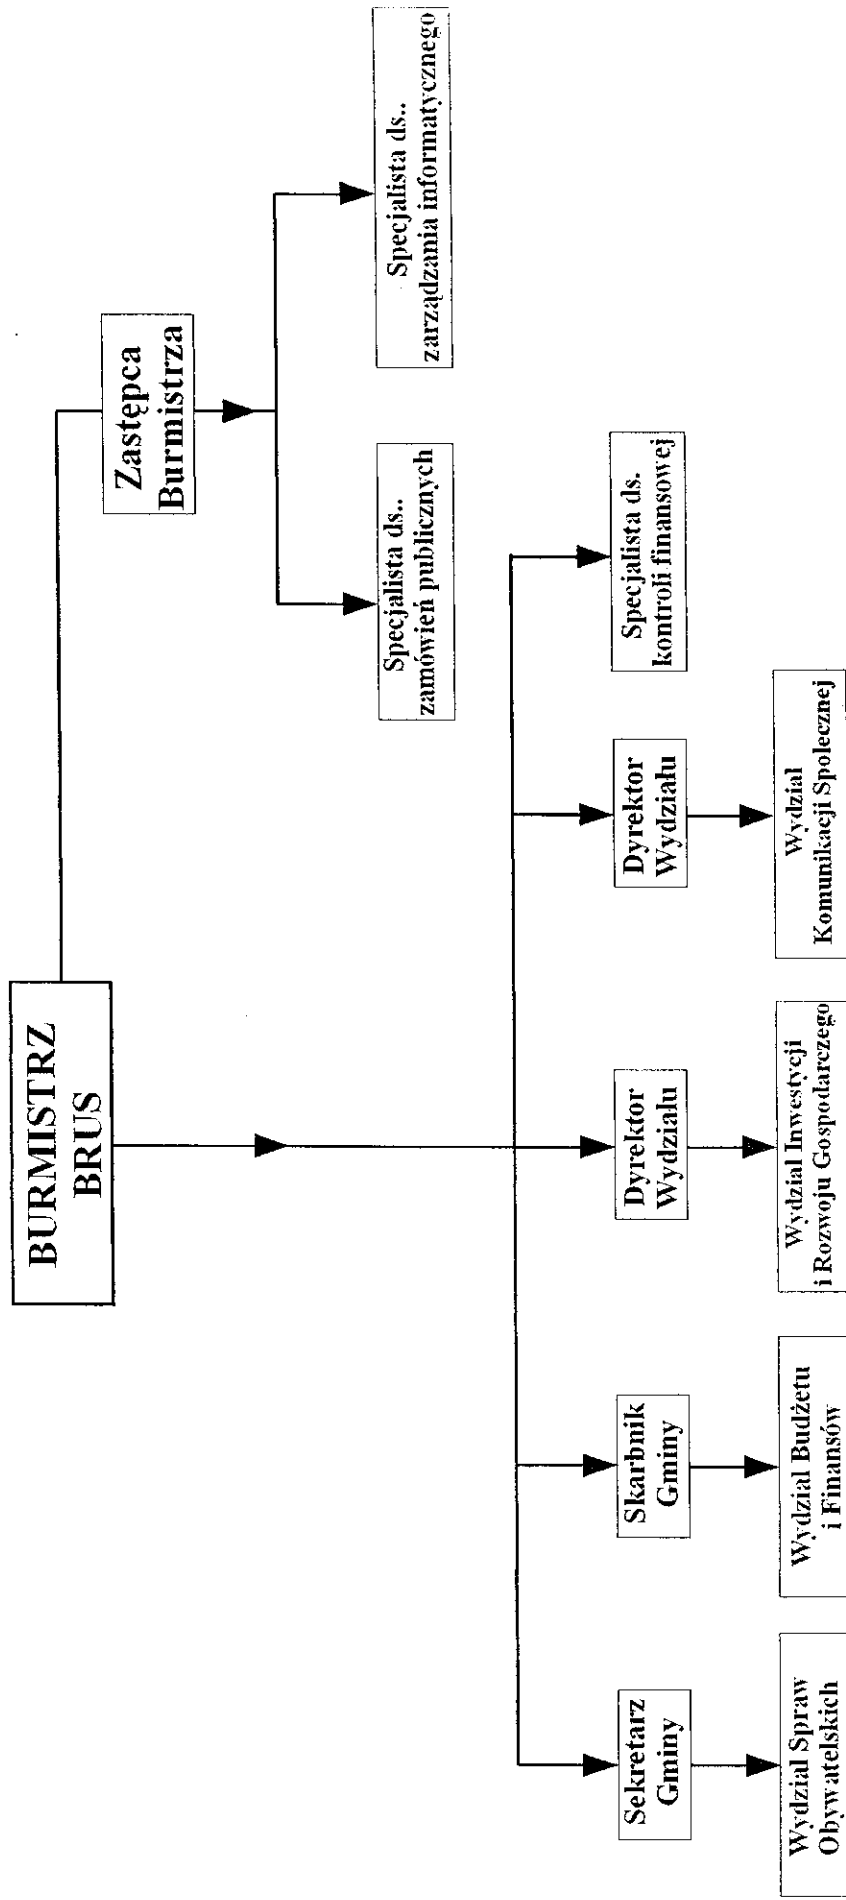 BURMISTRZ
BRUS
Zastępca
Burmistrza
Specjalista ds..
zamówień publicznych
Specjalista ds..
zarządzania informatycznego
Sekretarz
Gminy
Skarbnik
Gminy
Dyrektor
Wydziału
Dyrektor
Wydziału
Specjalista ds.
kontroli finansowej
Wydział Spraw
Obywatelskich
Wydział Budżetu
i Finansów
Wydział Inwestycji
i Rozwoju Gospodarczego
Wydział
Komunikacji Społecznej